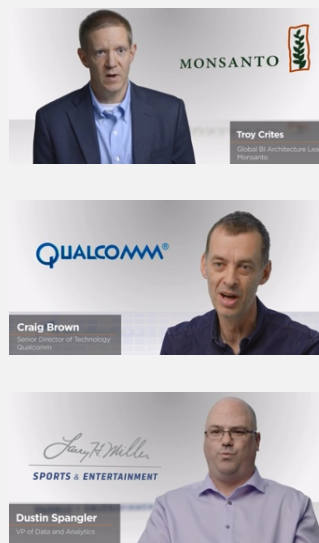 MONSANTO
Troy Crites
Global BI Architecture Lea
Monsanto
QUALCOMM®
Craig Brown
Senior Director of Technology
Qualcomm
Larry H. Miller
SPORTS & ENTERTAINMENT
Dustin Spangler
VP of Data and Analytics